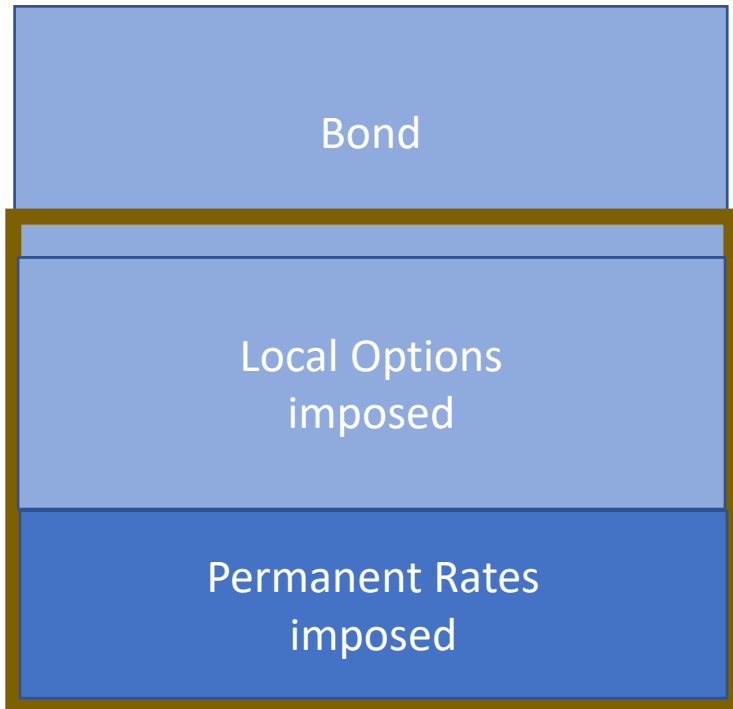 Bond
Local Options
imposed
Permanent Rates
imposed